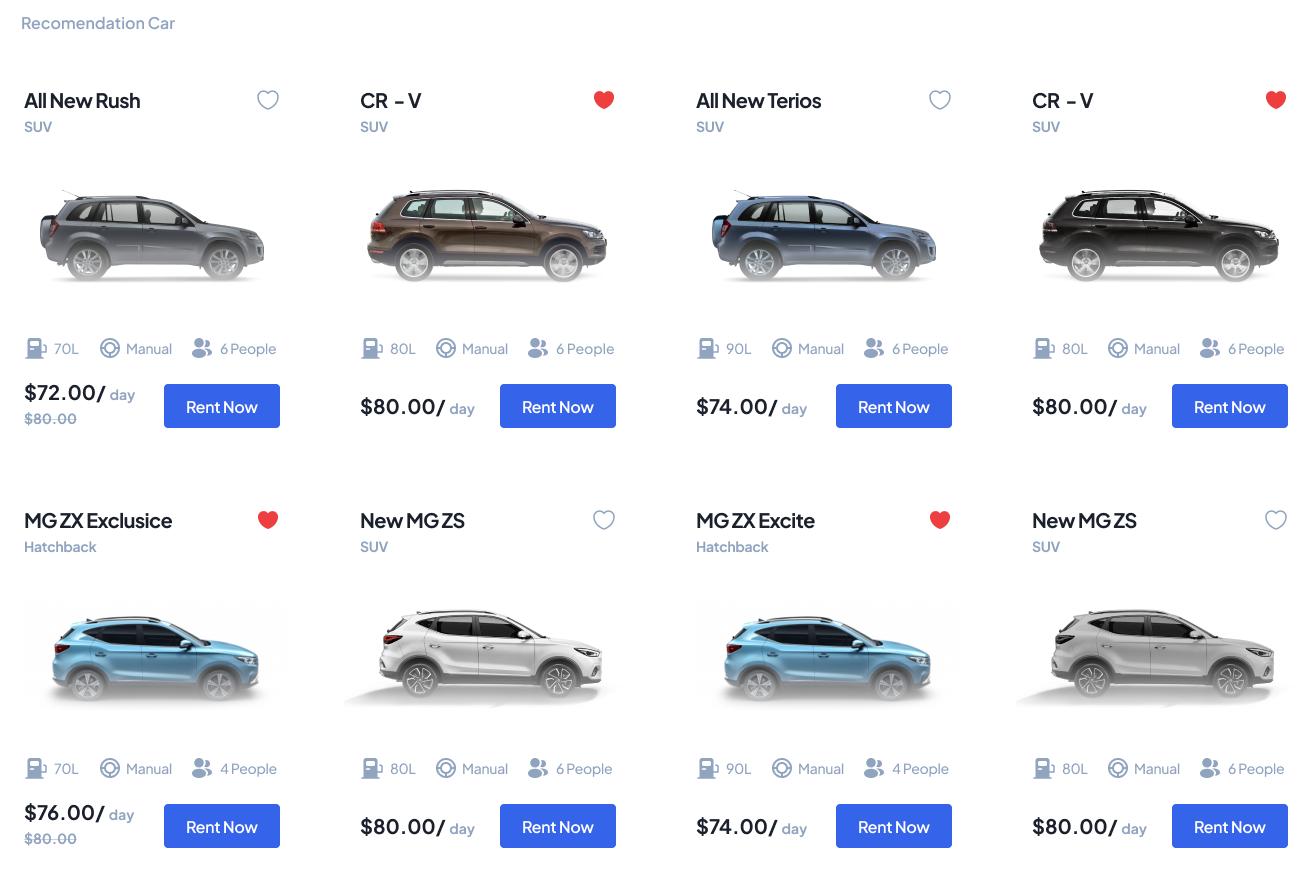 Recomendation Car
All New Rush
SUV
70L Manual 6 People
$72.00/ day
$80.00
Rent Now
CR - V
SUV
80L Manual 6 People
$80.00/ day
Rent Now
All New Terios
SUV
90L Manual 6 People
$74.00/ day
Rent Now
CR - V
SUV
80L Manual 6 People
$80.00/ day
Rent Now
MG ZX Exclusice
Hatchback
70L Manual 4 People
$76.00/ day
$80.00
Rent Now
New MG ZS
SUV
80L Manual 6 People
$80.00/ day
Rent Now
MG ZX Excite
Hatchback
90L Manual 4 People
$74.00/ day
Rent Now
New MG ZS
SUV
80L Manual 6 People
$80.00/ day
Rent Now